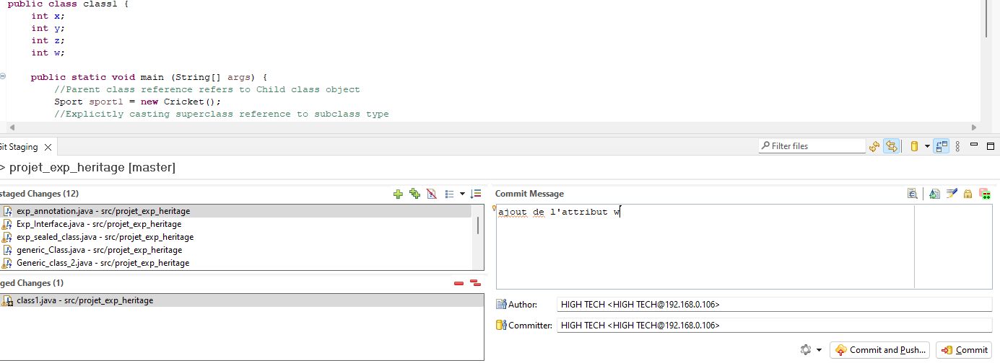 public class class1 {
int x;
int y;
int z;
int w;
public static void main (String[] args) {
//Parent class reference refers to Child class object
Sport sport1 = new Cricket();
//Explicitly casting superclass reference to subclass type
Git Staging
Filter files
> projet_exp_heritage [master]
staged Changes (12)
exp_annotation.java - src/projet_exp_heritage
Exp_Interface.java - src/projet_exp_heritage
exp_sealed_class.java - src/projet_exp_heritage
generic_Class.java - src/projet_exp_heritage
Generic_class_2.java - src/projet_exp_heritage
ged Changes (1)
class1.java - src/projet_exp_heritage
Commit Message
ajout de l'attribut w
Author: HIGH TECH <HIGH TECH@192.168.0.106>
Committer: HIGH TECH <HIGH TECH@192.168.0.106>
Commit and Push... Commit